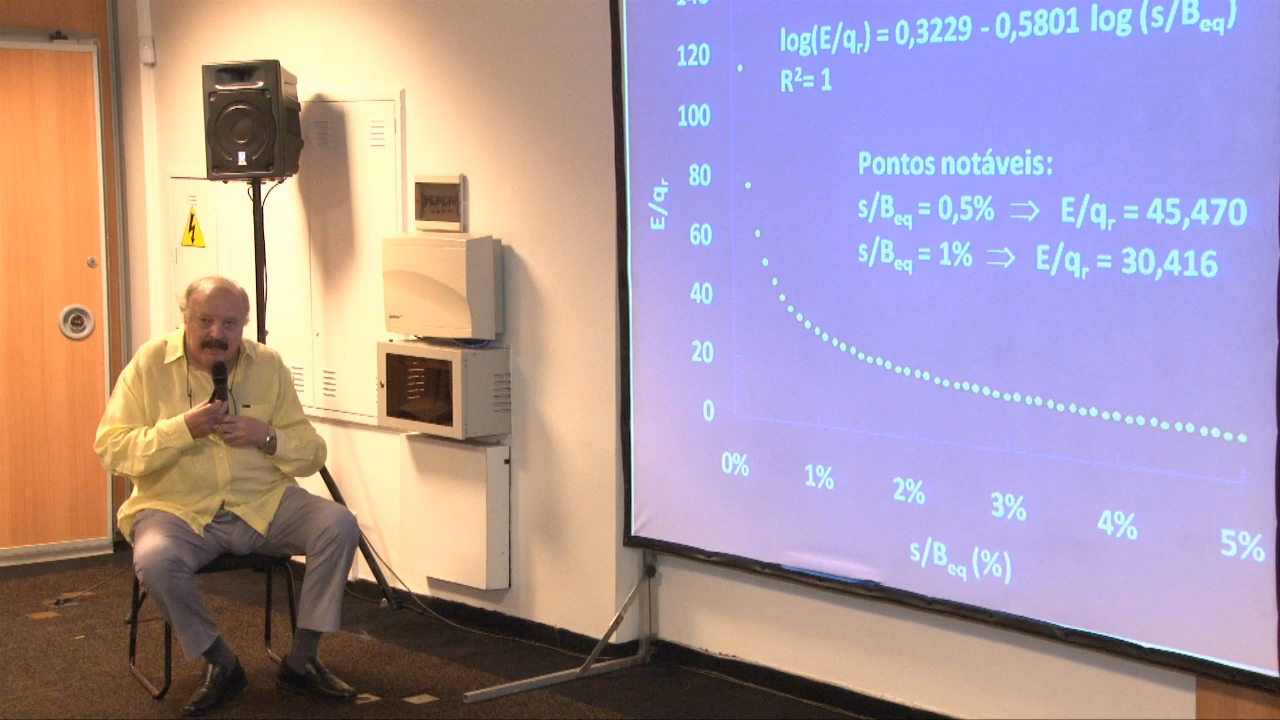 140
log(E/qr) = 0,3229 - 0,5801 log (s/Beq)
R²= 1
120
100
Pontos notáveis:
80
s/Beq = 0,5% ⇒ E/qr = 45,470
E/qr
60
s/Beq = 1% ⇒ E/qr = 30,416
40
20
0
0% 1% 2% 3% 4% 5%
s/Beq (%)